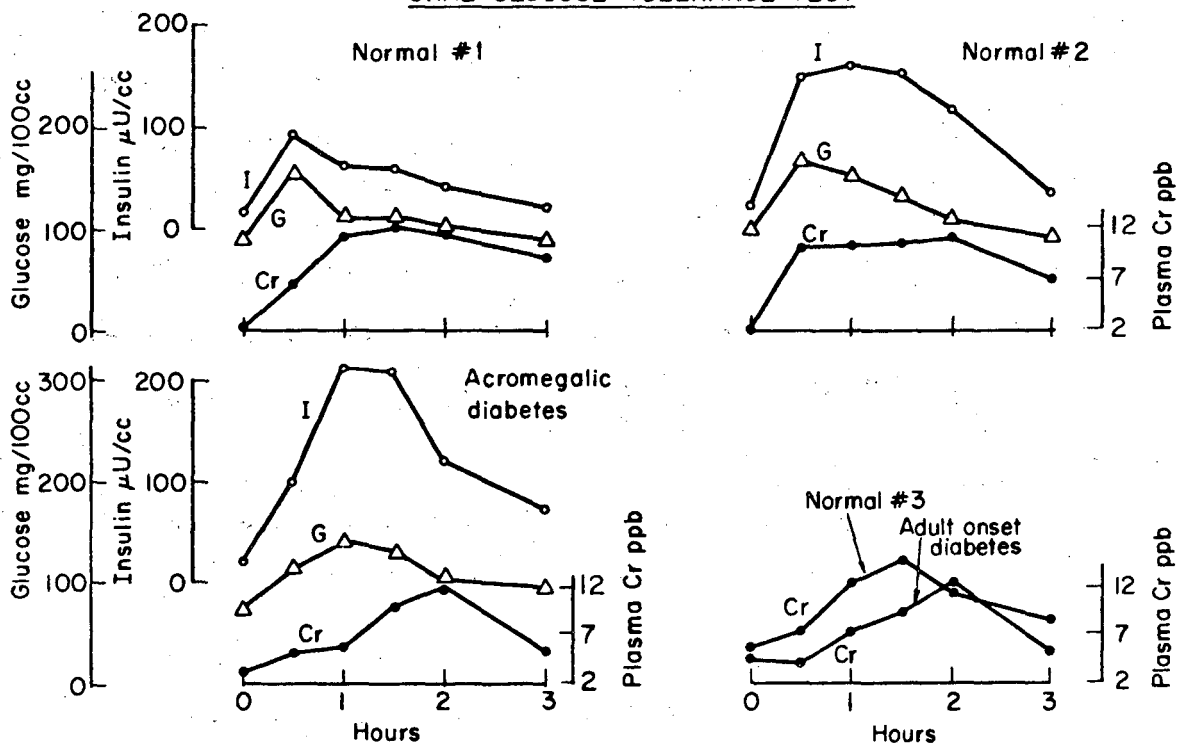 200
Normal #1
I
Normal #2
Glucose mg/100cc
200
100
0
Insulin μU/cc
100
0
I
G
Cr
G
Cr
12
7
2
Plasma Cr ppb
Glucose mg/100cc
300
200
100
0
Insulin μU/cc
200
100
0
Acromegalic
diabetes
I
G
Cr
12
7
2
Plasma Cr ppb
0
1
2
3
Hours
Normal #3
Adult onset
diabetes
Cr
Cr
12
7
2
Plasma Cr ppb
0
1
2
3
Hours